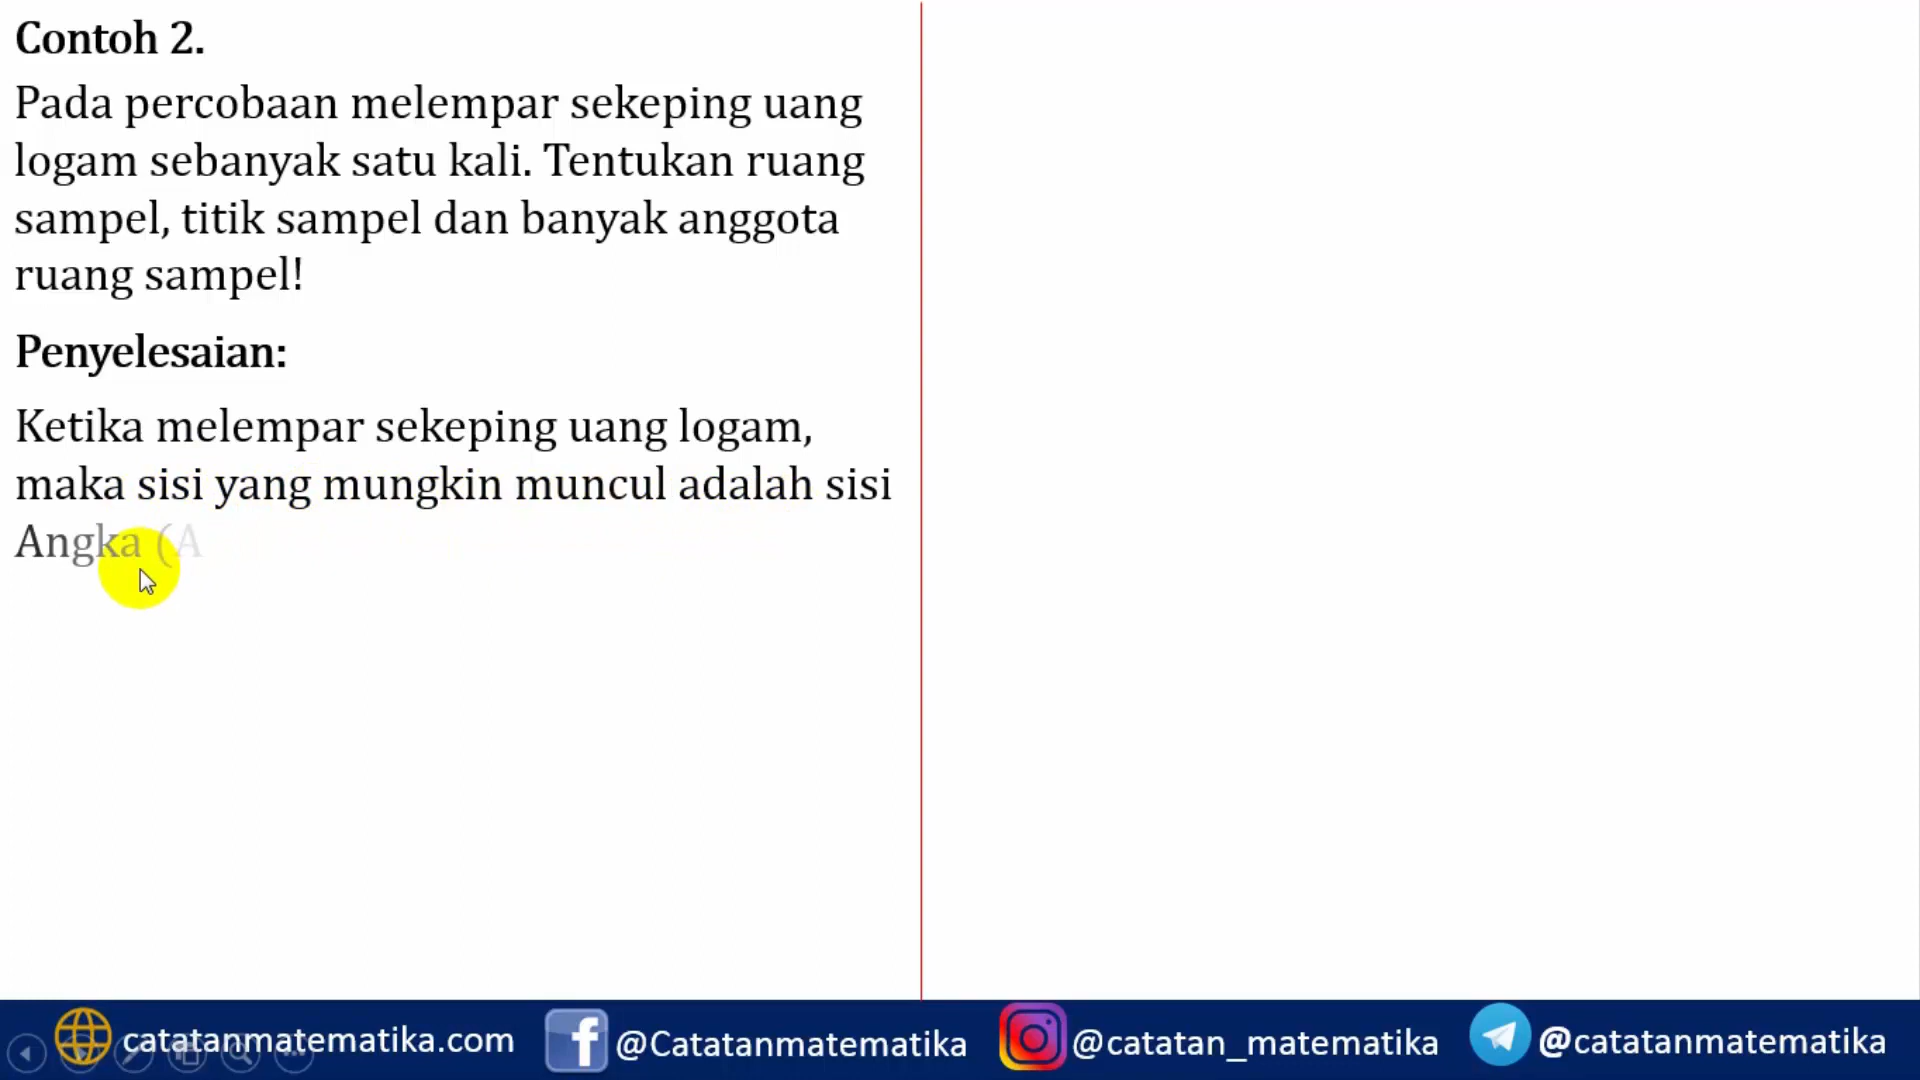 Contoh 2.
Pada percobaan melempar sekeping uang
logam sebanyak satu kali. Tentukan ruang
sampel, titik sampel dan banyak anggota
ruang sampel!
Penyelesaian:
Ketika melempar sekeping uang logam,
maka sisi yang mungkin muncul adalah sisi
Angka (A
catatanmatematika.com @Catatanmatematika @catatan_matematika @catatanmatematika